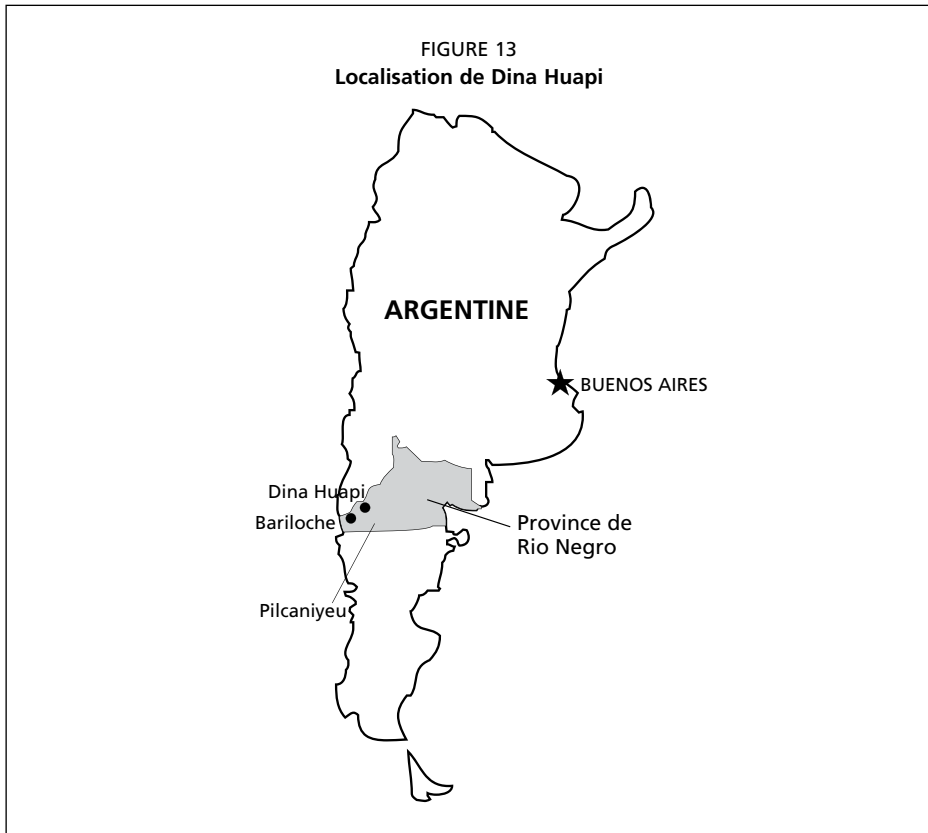 FIGURE 13
Localisation de Dina Huapi
ARGENTINE
BUENOS AIRES
Dina Huapi
Bariloche
Province de
Rio Negro
Pilcaniyeu